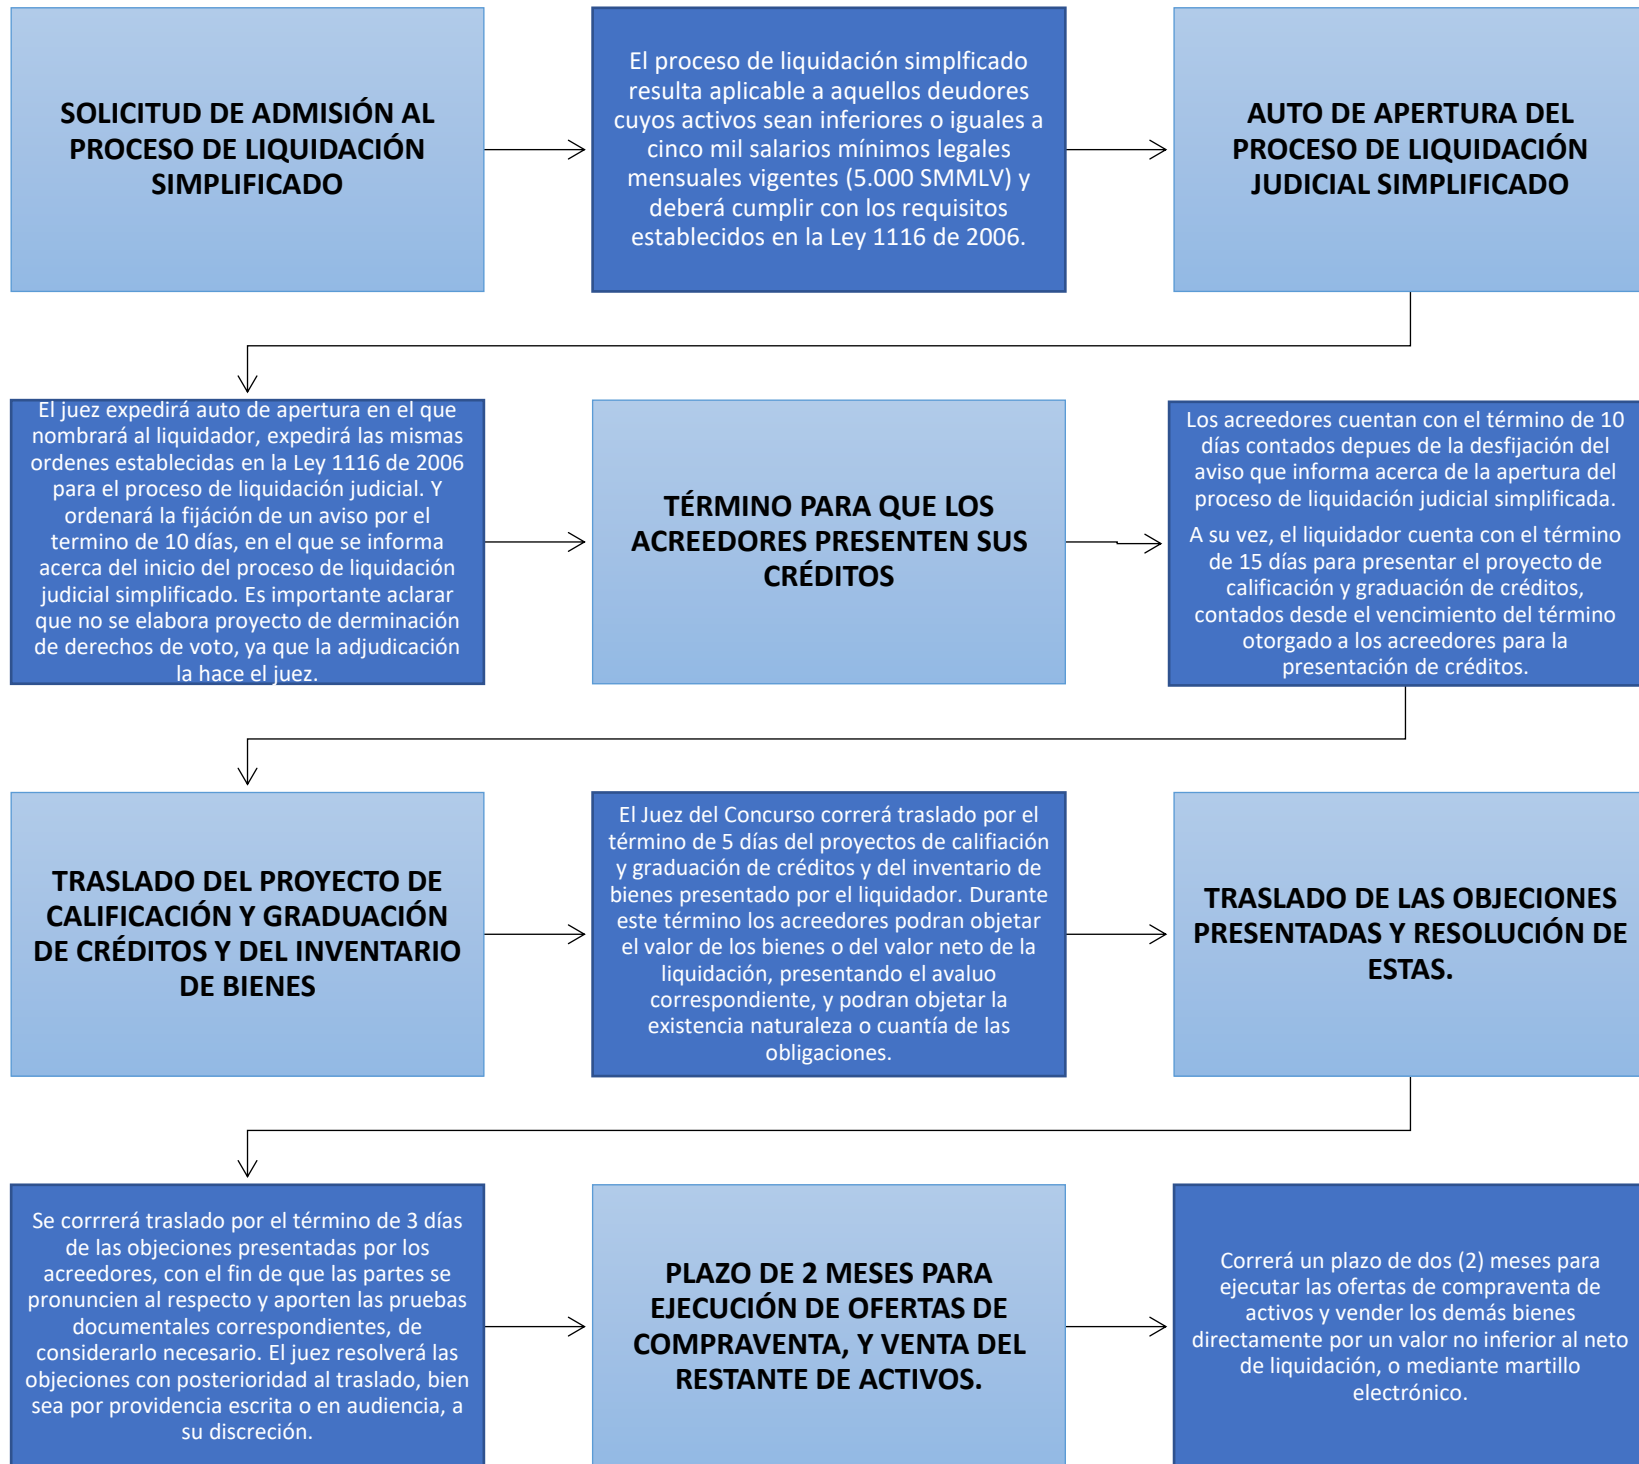 SOLICITUD DE ADMISIÓN AL
PROCESO DE LIQUIDACIÓN
SIMPLIFICADO
El proceso de liquidación simplficado
resulta aplicable a aquellos deudores
cuyos activos sean inferiores o iguales a
cinco mil salarios mínimos legales
mensuales vigentes (5.000 SMMLV) y
deberá cumplir con los requisitos
establecidos en la Ley 1116 de 2006.
AUTO DE APERTURA DEL
PROCESO DE LIQUIDACIÓN
JUDICIAL SIMPLIFICADO
El juez expedirá auto de apertura en el que
nombrará al liquidador, expedirá las mismas
ordenes establecidas en la Ley 1116 de 2006
para el proceso de liquidación judicial. Y
ordenará la fijáción de un aviso por el
termino de 10 días, en el que se informa
acerca del inicio del proceso de liquidación
judicial simplificado. Es importante aclarar
que no se elabora proyecto de derminación
de derechos de voto, ya que la adjudicación
la hace el juez.
TÉRMINO PARA QUE LOS
ACREEDORES PRESENTEN SUS
CRÉDITOS
Los acreedores cuentan con el término de 10
días contados depues de la desfijación del
aviso que informa acerca de la apertura del
proceso de liquidación judicial simplificada.
A su vez, el liquidador cuenta con el término
de 15 días para presentar el proyecto de
calificación y graduación de créditos,
contados desde el vencimiento del término
otorgado a los acreedores para la
presentación de créditos.
TRASLADO DEL PROYECTO DE
CALIFICACIÓN Y GRADUACIÓN
DE CRÉDITOS Y DEL INVENTARIO
DE BIENES
El Juez del Concurso correrá traslado por el
término de 5 días del proyectos de califiación
y graduación de créditos y del inventario de
bienes presentado por el liquidador. Durante
este término los acreedores podran objetar
el valor de los bienes o del valor neto de la
liquidación, presentando el avaluo
correspondiente, y podran objetar la
existencia naturaleza o cuantía de las
obligaciones.
TRASLADO DE LAS OBJECIONES
PRESENTADAS Y RESOLUCIÓN DE
ESTAS.
Se corrrerá traslado por el término de 3 días
de las objeciones presentadas por los
acreedores, con el fin de que las partes se
pronuncien al respecto y aporten las pruebas
documentales correspondientes, de
considerarlo necesario. El juez resolverá las
objeciones con posterioridad al traslado, bien
sea por providencia escrita o en audiencia, a
su discreción.
PLAZO DE 2 MESES PARA
EJECUCIÓN DE OFERTAS DE
COMPRAVENTA, Y VENTA DEL
RESTANTE DE ACTIVOS.
Correrá un plazo de dos (2) meses para
ejecutar las ofertas de compraventa de
activos y vender los demás bienes
directamente por un valor no inferior al neto
de liquidación, o mediante martillo
electrónico.